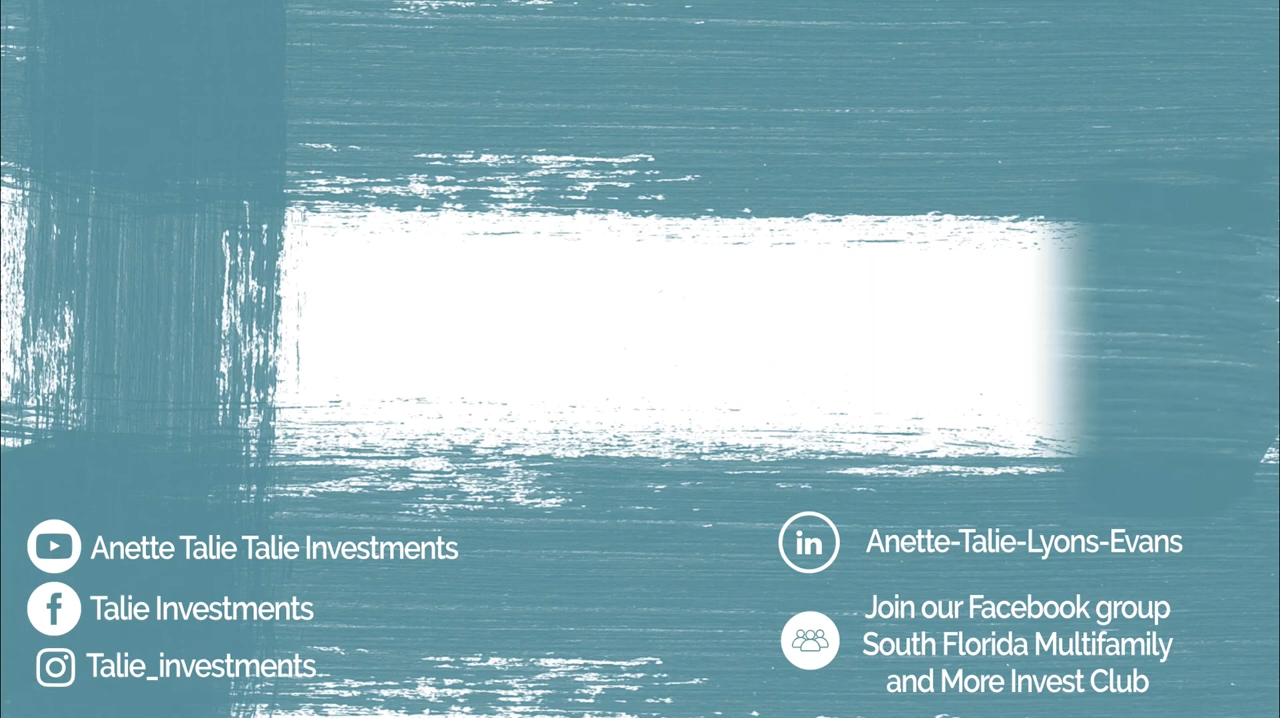 Anette Talie Talie Investments
Talie Investments
Talie_investments
Anette-Talie-Lyons-Evans
Join our Facebook group
South Florida Multifamily
and More Invest Club